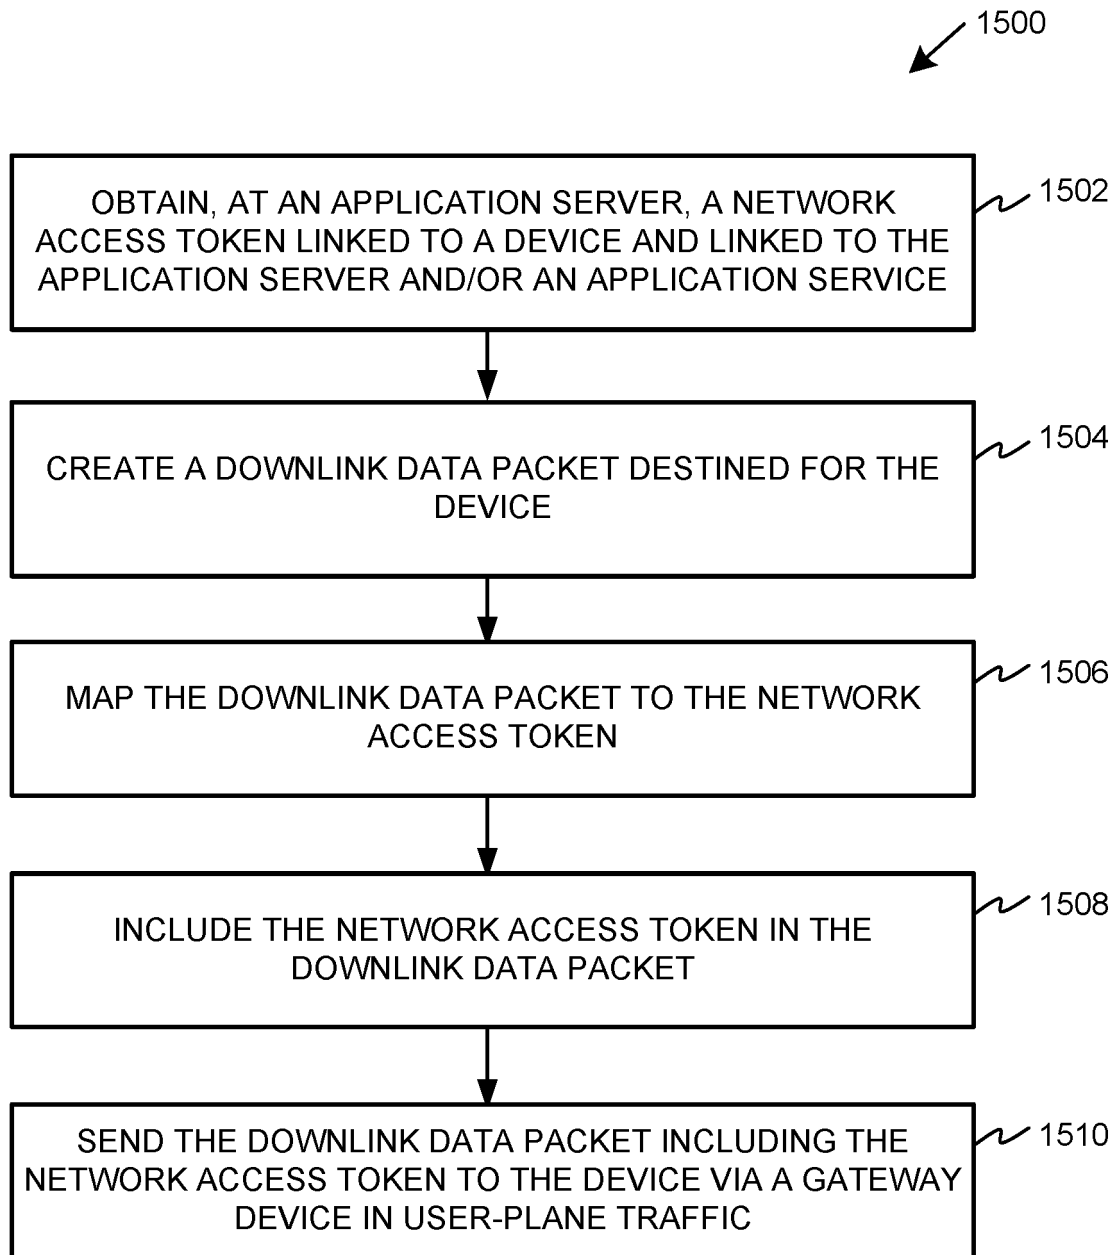 1500
OBTAIN, AT AN APPLICATION SERVER, A NETWORK
ACCESS TOKEN LINKED TO A DEVICE AND LINKED TO THE
APPLICATION SERVER AND/OR AN APPLICATION SERVICE
1502
CREATE A DOWNLINK DATA PACKET DESTINED FOR THE
DEVICE
1504
MAP THE DOWNLINK DATA PACKET TO THE NETWORK
ACCESS TOKEN
1506
INCLUDE THE NETWORK ACCESS TOKEN IN THE
DOWNLINK DATA PACKET
1508
SEND THE DOWNLINK DATA PACKET INCLUDING THE
NETWORK ACCESS TOKEN TO THE DEVICE VIA A GATEWAY
DEVICE IN USER-PLANE TRAFFIC
1510